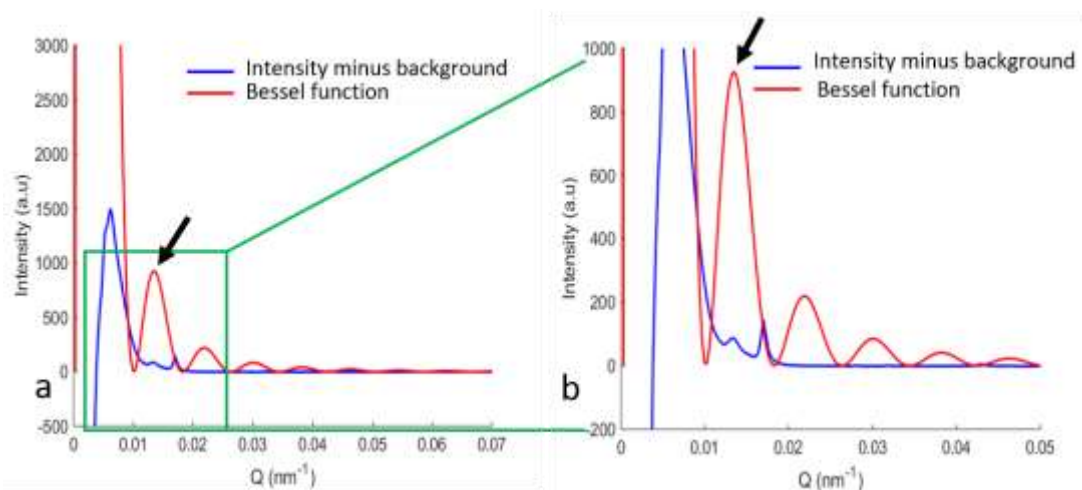 3000
2500
2000
1500
1000
500
0
-500
Intensity (a.u)
Intensity minus background
Bessel function
a
0 0.01 0.02 0.03 0.04 0.05 0.06 0.07
Q (nm-1)
1000
800
600
400
200
0
-200
Intensity (a.u)
Intensity minus background
Bessel function
b
0 0.01 0.02 0.03 0.04 0.05
Q (nm-1)